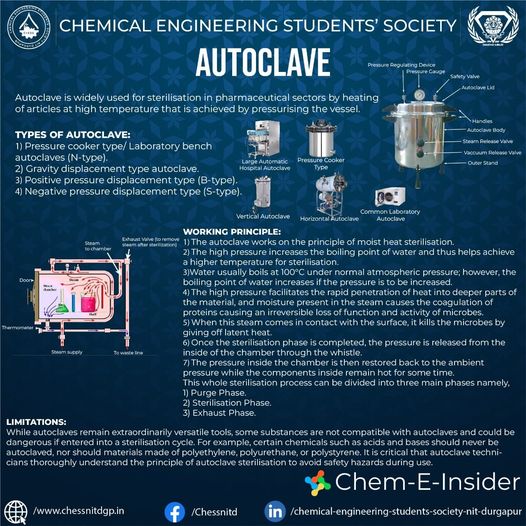 CHEMICAL ENGINEERING STUDENTS' SOCIETY
AUTOCLAVE
Autoclave is widely used for sterilisation in pharmaceutical sectors by heating
of articles at high temperature that is achieved by pressurising the vessel.
Pressure Regulating Device
Pressure Gauge
Safety Valve
Autoclave Lid
Handles
Autoclave Body
Steam Release Valve
Vaccuum Release Valve
Outer Stand
TYPES OF AUTOCLAVE:
1) Pressure cooker type/ Laboratory bench
autoclaves (N-type).
2) Gravity displacement type autoclave.
3) Positive pressure displacement type (B-type).
4) Negative pressure displacement type (S-type).
Large Automatic
Hospital Autoclave
Pressure Cooker
Type
Vertical Autoclave
Horizontal Autoclave
Common Laboratory
Autoclave
Steam
to chamber
Exhaust Valve (to remove
steam after sterilization)
Door
Steam
chamber
Shelf
Thermometer
Steam supply
To waste line
WORKING PRINCIPLE:
1) The autoclave works on the principle of moist heat sterilisation.
2) The high pressure increases the boiling point of water and thus helps achieve
a higher temperature for sterilisation.
3)Water usually boils at 100°C under normal atmospheric pressure; however, the
boiling point of water increases if the pressure is to be increased.
4) The high pressure facilitates the rapid penetration of heat into deeper parts of
the material, and moisture present in the steam causes the coagulation of
proteins causing an irreversible loss of function and activity of microbes.
5) When this steam comes in contact with the surface, it kills the microbes by
giving off latent heat.
6) Once the sterilisation phase is completed, the pressure is released from the
inside of the chamber through the whistle.
7) The pressure inside the chamber is then restored back to the ambient
pressure while the components inside remain hot for some time.
This whole sterilisation process can be divided into three main phases namely,
1) Purge Phase.
2) Sterilisation Phase.
3) Exhaust Phase.
LIMITATIONS:
While autoclaves remain extraordinarily versatile tools, some substances are not compatible with autoclaves and could be
dangerous if entered into a sterilisation cycle. For example, certain chemicals such as acids and bases should never be
autoclaved, nor should materials made of polyethylene, polyurethane, or polystyrene. It is critical that autoclave techni-
cians thoroughly understand the principle of autoclave sterilisation to avoid safety hazards during use.
Chem-E-Insider
//www.chessnitdgp.in
/Chessnitd
/chemical-engineering-students-society-nit-durgapur